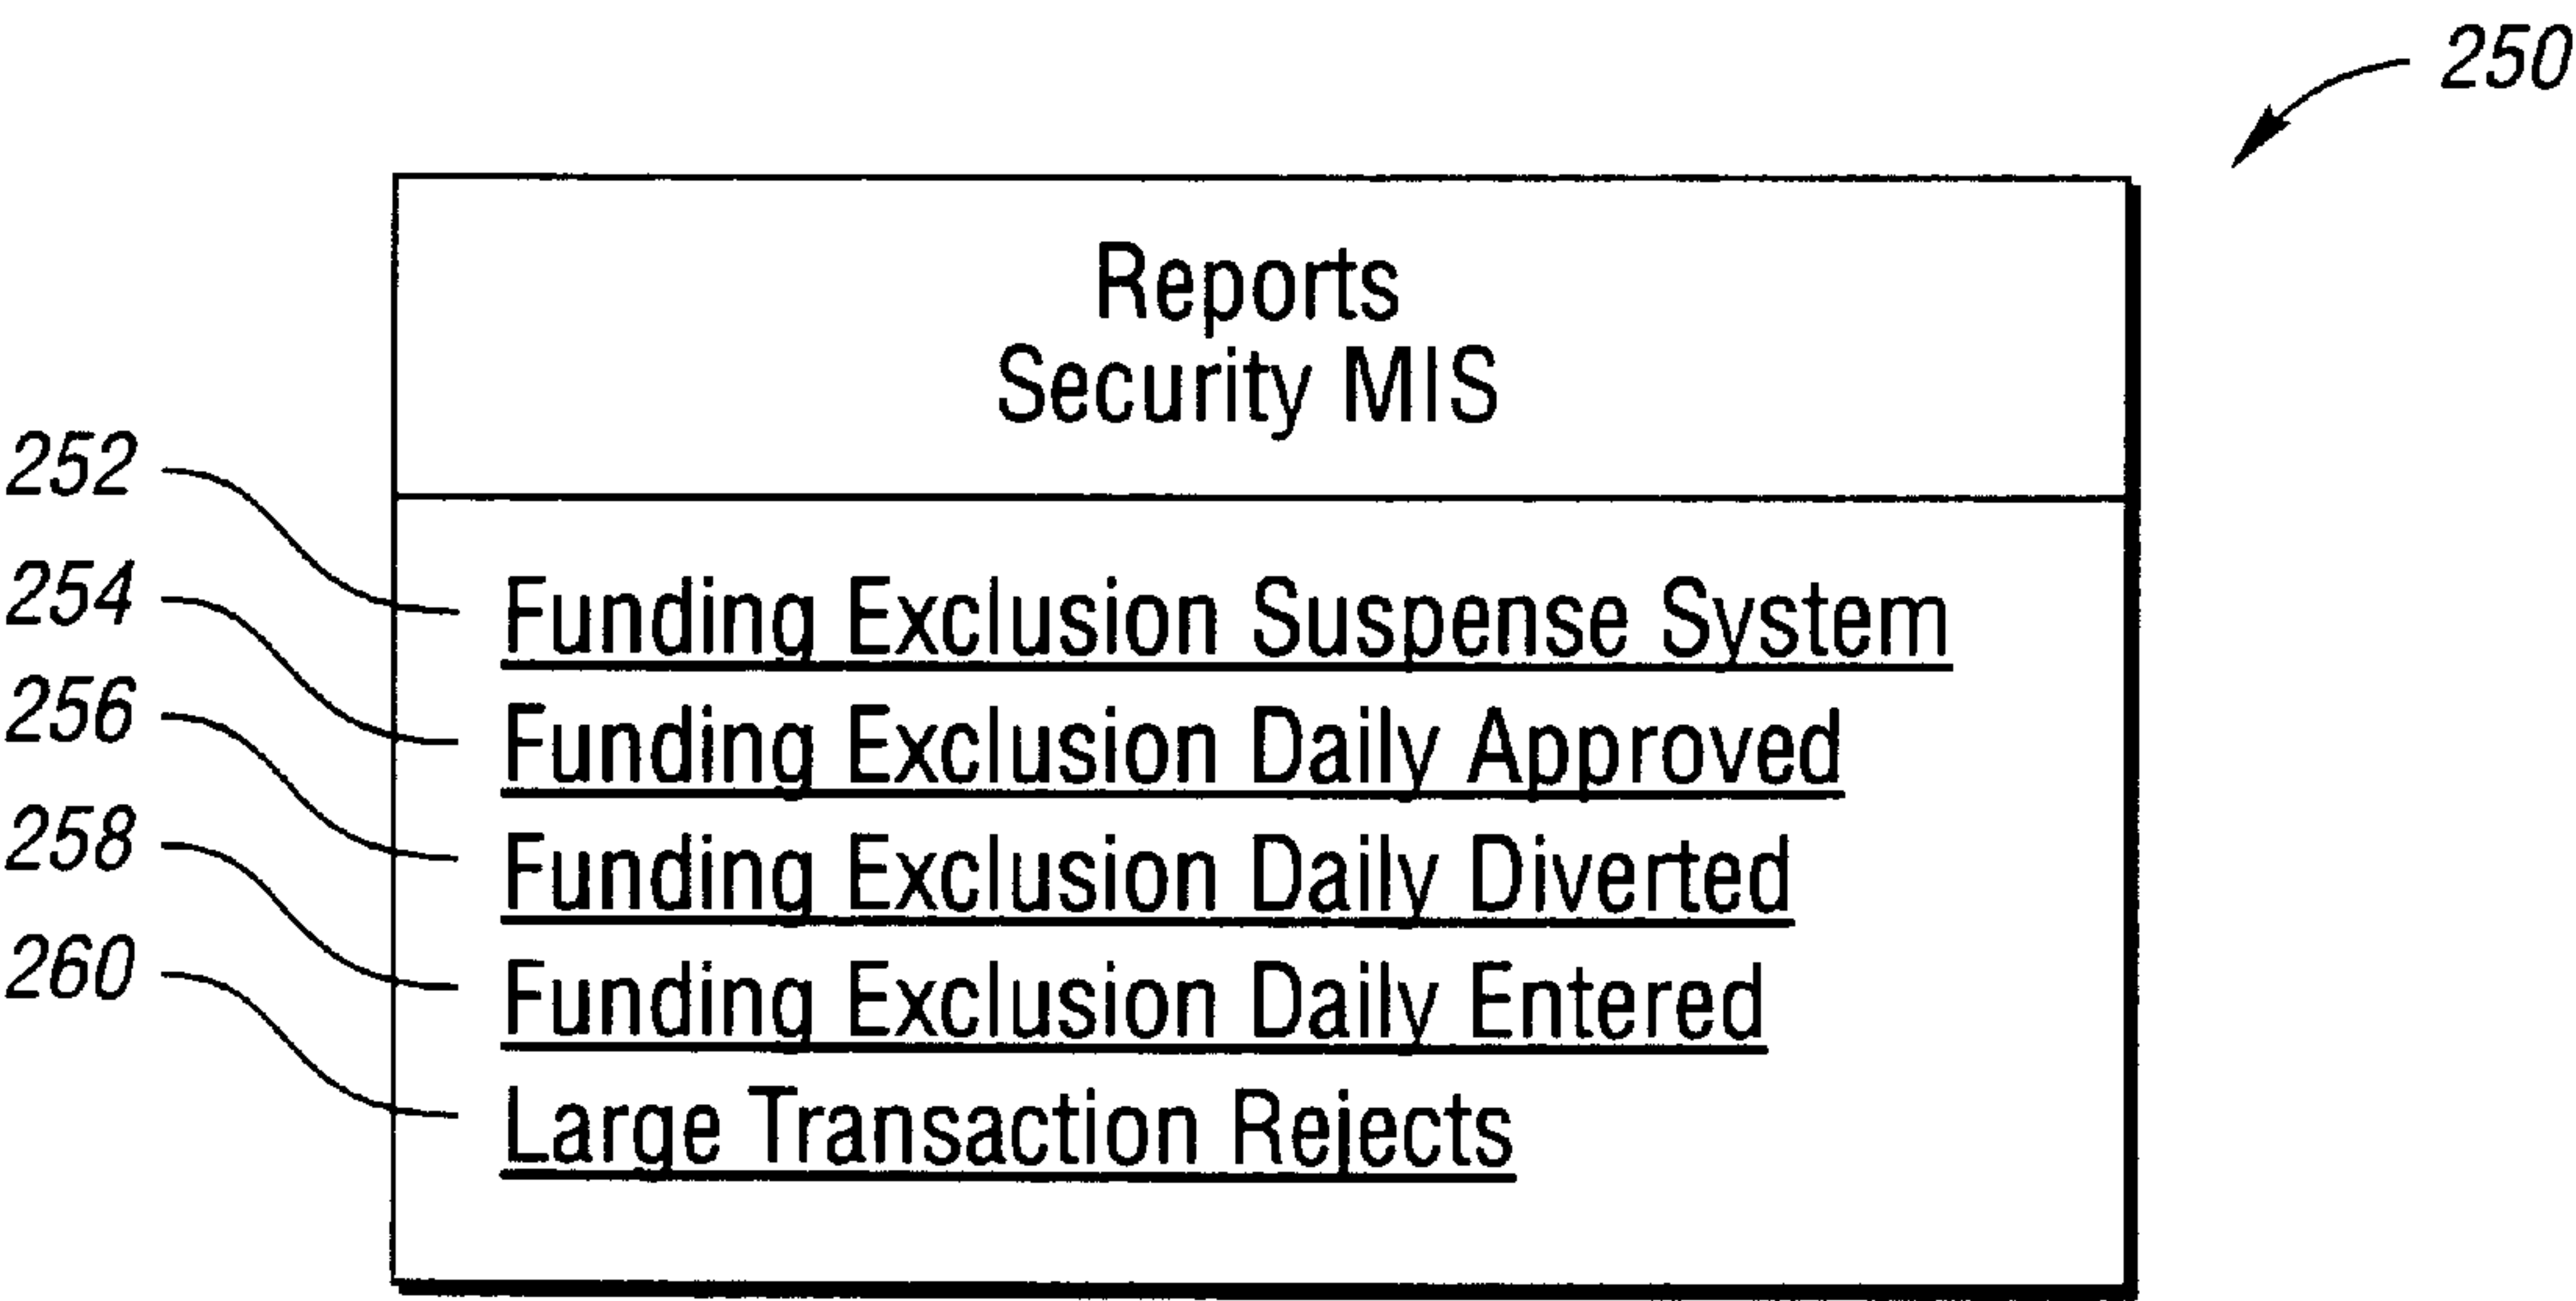 250
Reports
Security MIS
252
Funding Exclusion Suspense System
254
Funding Exclusion Daily Approved
256
Funding Exclusion Daily Diverted
258
Funding Exclusion Daily Entered
260
Large Transaction Rejects